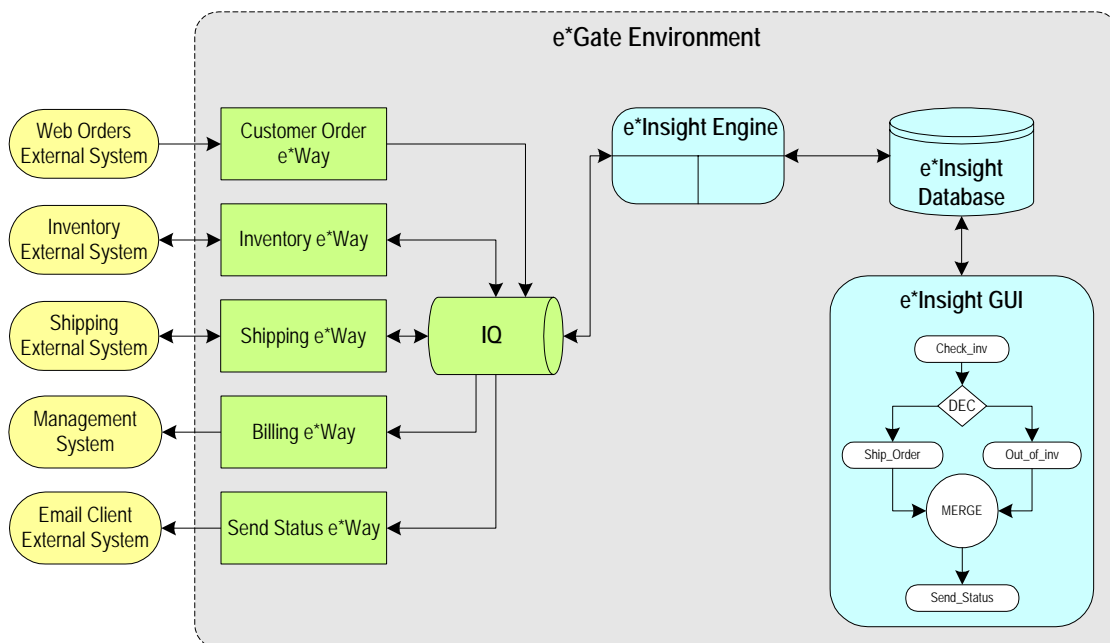 e*Gate Environment
Web Orders
External System
Customer Order
e*Way
e*Insight Engine
e*Insight
Database
Inventory
External System
Inventory e*Way
Shipping
External System
Shipping e*Way
IQ
Management
System
Billing e*Way
Email Client
External System
Send Status e*Way
e*Insight GUI
Check_inv
DEC
Ship_Order
Out_of_inv
MERGE
Send_Status